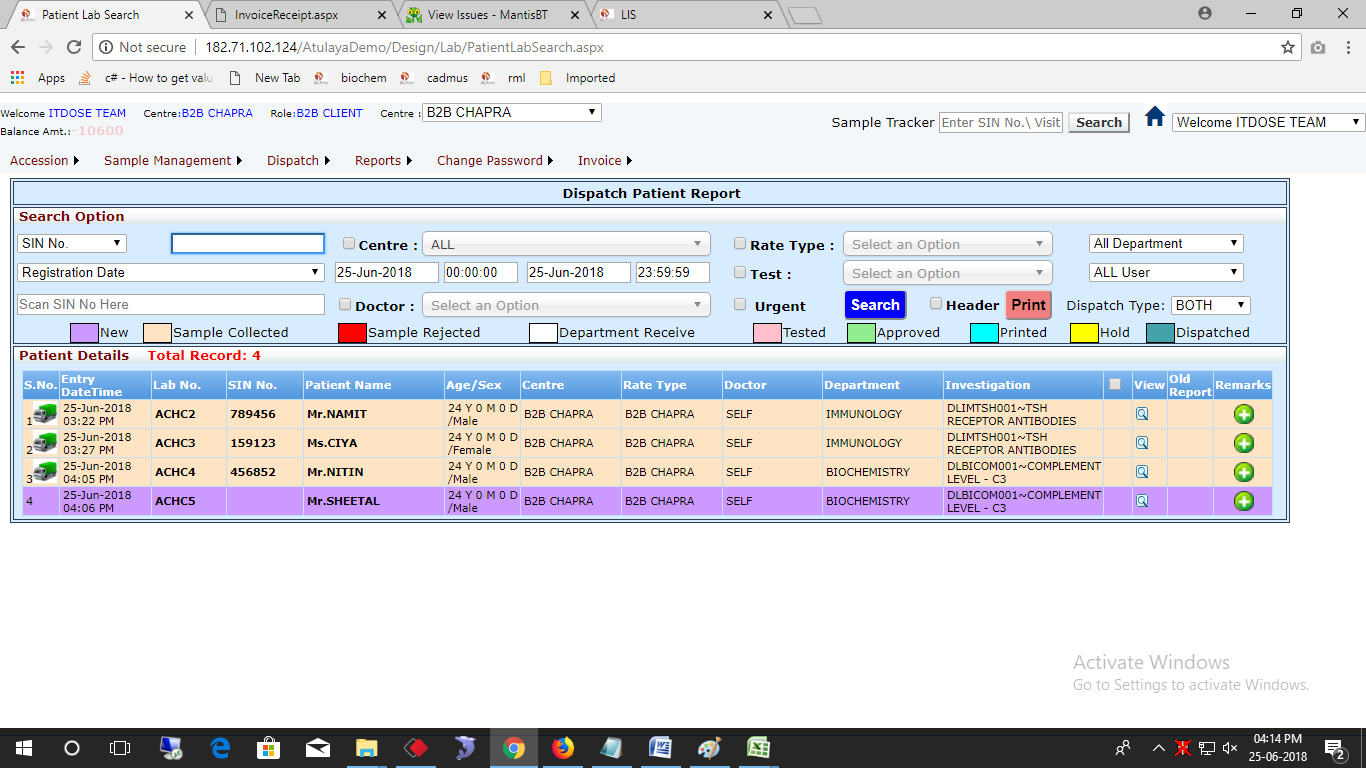 Patient Lab Search InvoiceReceipt.aspx View Issues - MantisBT LIS
Not secure 182.71.102.124/AtulayaDemo/Design/Lab/PatientLabSearch.aspx
Apps c# - How to get valu New Tab biochem cadmus rml Imported
Welcome ITDOSE TEAM Centre:B2B CHAPRA Role:B2B CLIENT Centre : B2B CHAPRA
Balance Amt.:-10600
Sample Tracker Enter SIN No.\ Visit Search Welcome ITDOSE TEAM
Accession Sample Management Dispatch Reports Change Password Invoice
Dispatch Patient Report
Search Option
SIN No. Centre : ALL Rate Type : Select an Option All Department
Registration Date 25-Jun-2018 00:00:00 25-Jun-2018 23:59:59 Test : Select an Option ALL User
Scan SIN No Here Doctor : Select an Option Urgent Search Header Print Dispatch Type: BOTH
New Sample Collected Sample Rejected Department Receive Tested Approved Printed Hold Dispatched
Patient Details Total Record: 4
S.No. Entry DateTime Lab No. SIN No. Patient Name Age/Sex Centre Rate Type Doctor Department Investigation View Old Report Remarks
1 25-Jun-2018 03:22 PM ACHC2 789456 Mr.NAMIT 24 Y 0 M 0 D /Male B2B CHAPRA B2B CHAPRA SELF IMMUNOLOGY DLIMTSH001~TSH RECEPTOR ANTIBODIES
2 25-Jun-2018 03:27 PM ACHC3 159123 Ms.CIYA 24 Y 0 M 0 D /Female B2B CHAPRA B2B CHAPRA SELF IMMUNOLOGY DLIMTSH001~TSH RECEPTOR ANTIBODIES
3 25-Jun-2018 04:05 PM ACHC4 456852 Mr.NITIN 24 Y 0 M 0 D /Male B2B CHAPRA B2B CHAPRA SELF BIOCHEMISTRY DLBICOM001~COMPLEMENT LEVEL - C3
4 25-Jun-2018 04:06 PM ACHC5 Mr.SHEETAL 24 Y 0 M 0 D /Male B2B CHAPRA B2B CHAPRA SELF BIOCHEMISTRY DLBICOM001~COMPLEMENT LEVEL - C3
Activate Windows
Go to Settings to activate Windows.
04:14 PM
25-06-2018
2